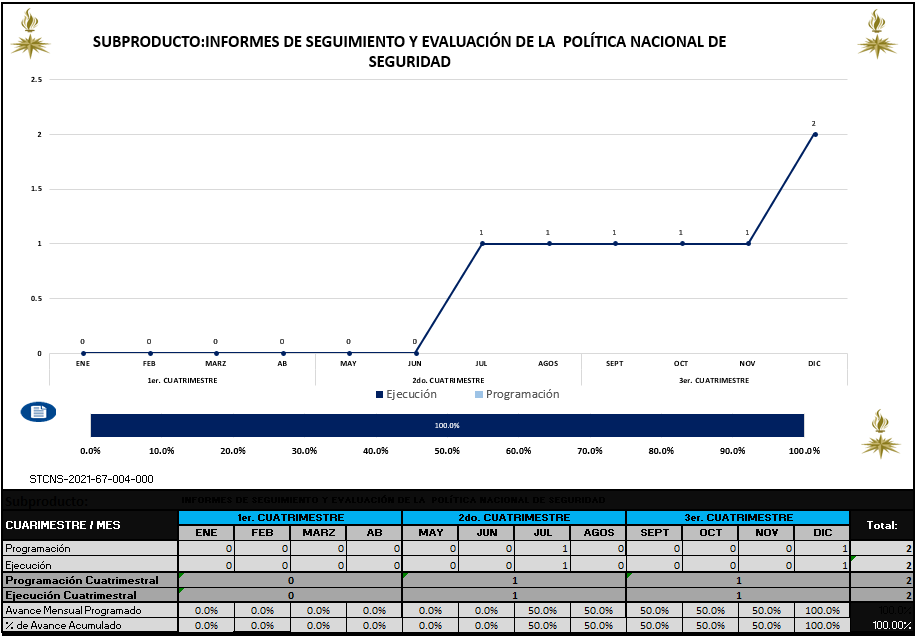 SUBPRODUCTO:INFORMES DE SEGUIMIENTO Y EVALUACIÓN DE LA POLÍTICA NACIONAL DE
SEGURIDAD
2.5
2
1.5
1
0.5
0
0 0 0 0 0 0 1 1 1 1 1 2
ENE FEB MARZ AB MAY JUN JUL AGOS SEPT OCT NOV DIC
1er. CUATRIMESTRE 2do. CUATRIMESTRE 3er. CUATRIMESTRE
Ejecución Programación
100.0%
0.0% 10.0% 20.0% 30.0% 40.0% 50.0% 60.0% 70.0% 80.0% 90.0% 100.0%
STCNS-2021-67-004-000
Subproducto: INFORMES DE SEGUIMIENTO Y EVALUACIÓN DE LA POLÍTICA NACIONAL DE SEGURIDAD
CUARIMESTRE / MES 1er. CUATRIMESTRE 2do. CUATRIMESTRE 3er. CUATRIMESTRE Total:
ENE FEB MARZ AB MAY JUN JUL AGOS SEPT OCT NOV DIC
Programación 0 0 0 0 0 0 1 0 0 0 0 1 2
Ejecución 0 0 0 0 0 0 1 0 0 0 0 1 2
Programación Cuatrimestral 0 1 1 2
Ejecución Cuatrimestral 0 1 1 2
Avance Mensual Programado 0.0% 0.0% 0.0% 0.0% 0.0% 0.0% 50.0% 50.0% 50.0% 50.0% 50.0% 100.0% 100.0%
% de Avance Acumulado 0.0% 0.0% 0.0% 0.0% 0.0% 0.0% 50.0% 50.0% 50.0% 50.0% 50.0% 100.0% 100.00%